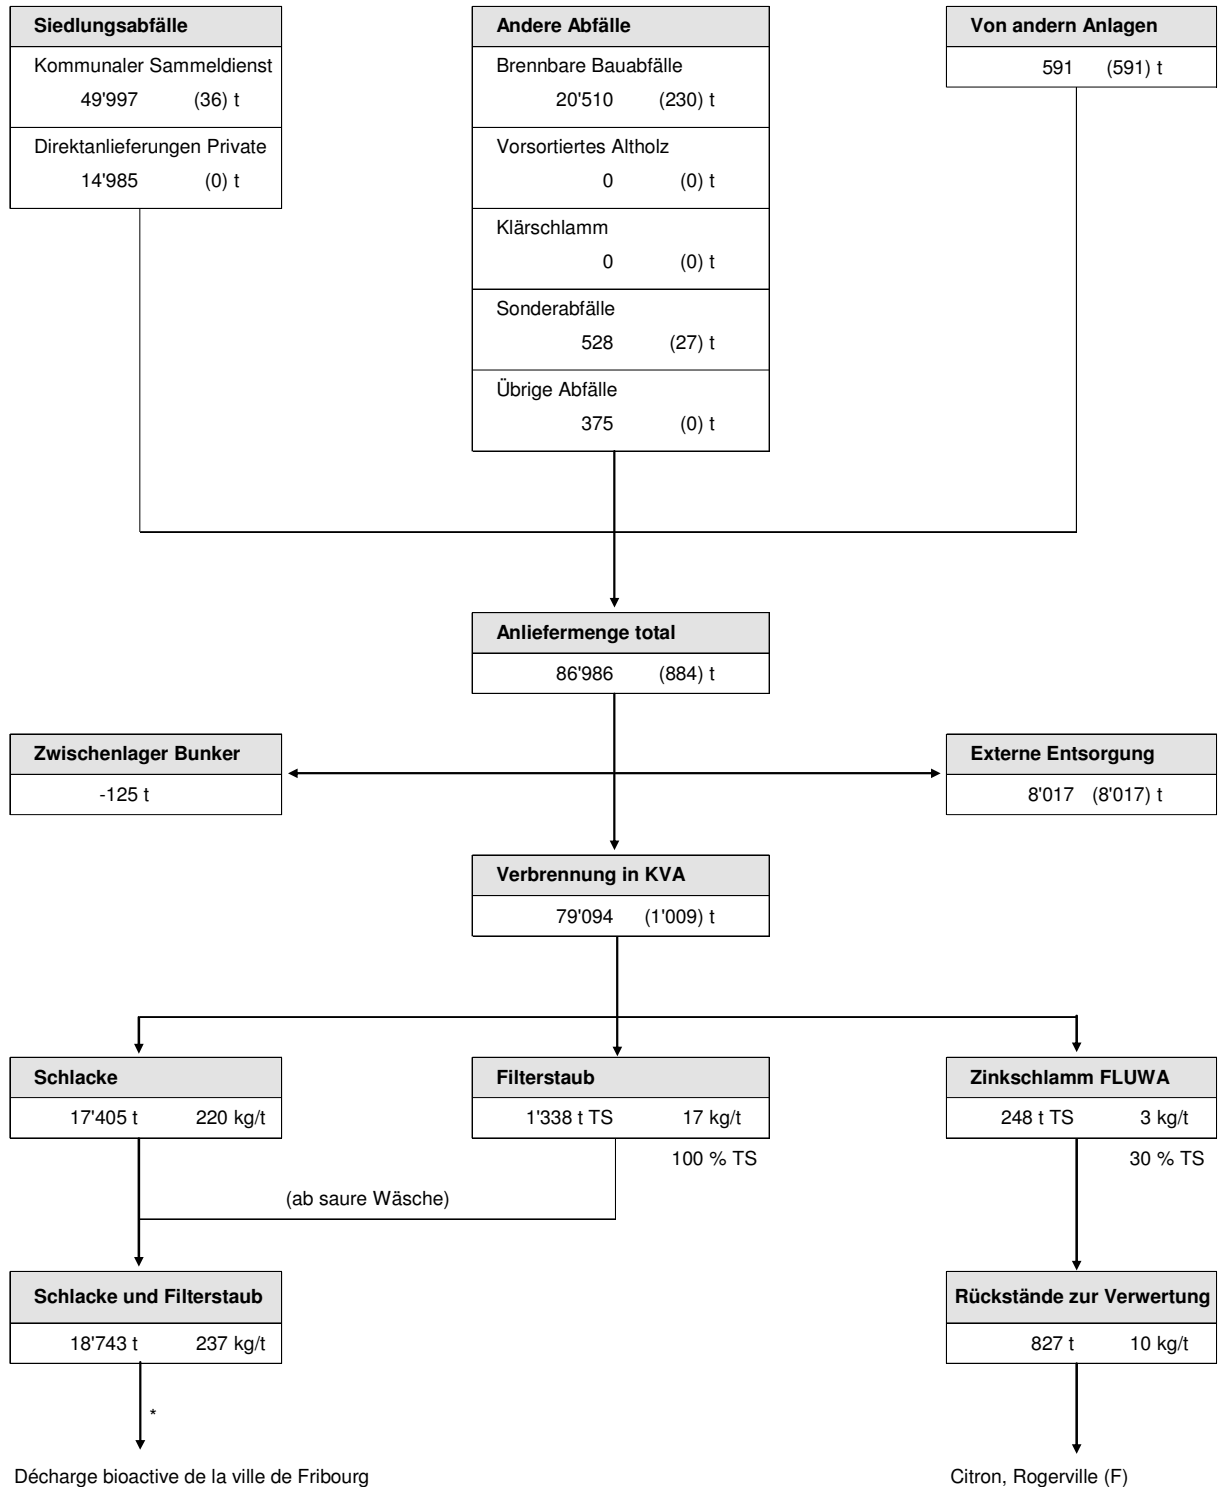 Siedlungsabfälle
Kommunaler Sammeldienst
49'997 (36) t
Direktanlieferungen Private
14'985 (0) t
Andere Abfälle
Brennbare Bauabfälle
20'510 (230) t
Vorsortiertes Altholz
0 (0) t
Klärschlamm
0 (0) t
Sonderabfälle
528 (27) t
Übrige Abfälle
375 (0) t
Von andern Anlagen
591 (591) t
Anliefermenge total
86'986 (884) t
Zwischenlager Bunker
-125 t
Externe Entsorgung
8'017 (8'017) t
Verbrennung in KVA
79'094 (1'009) t
Schlacke
17'405 t 220 kg/t
Filterstaub
1'338 t TS 17 kg/t
100 % TS
Zinkschlamm FLUWA
248 t TS 3 kg/t
30 % TS
(ab saure Wäsche)
Schlacke und Filterstaub
18'743 t 237 kg/t
Rückstände zur Verwertung
827 t 10 kg/t
*
Décharge bioactive de la ville de Fribourg
Citron, Rogerville (F)